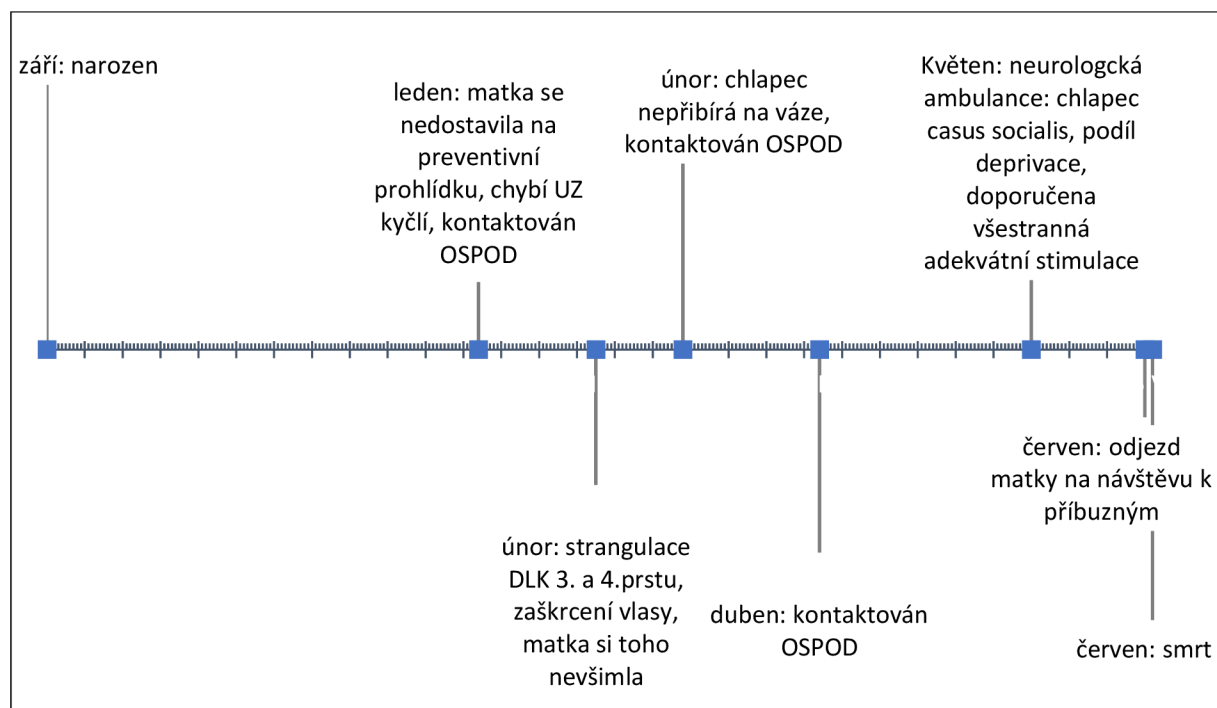 září: narozen
leden: matka se
nedostavila na
preventivní
prohlídku, chybí UZ
kyčlí, kontaktován
OSPOD
únor: chlapec
nepřibírá na váze,
kontaktován OSPOD
Květen: neurologcká
ambulance: chlapec
casus socialis, podíl
deprivace,
doporučena
všestranná
adekvátní stimulace
únor: strangulace
DLK 3. a 4.prstu,
zaškrcení vlasy,
matka si toho
nevšimla
duben: kontaktován
OSPOD
červen: odjezd
matky na návštěvu k
příbuzným
červen: smrt